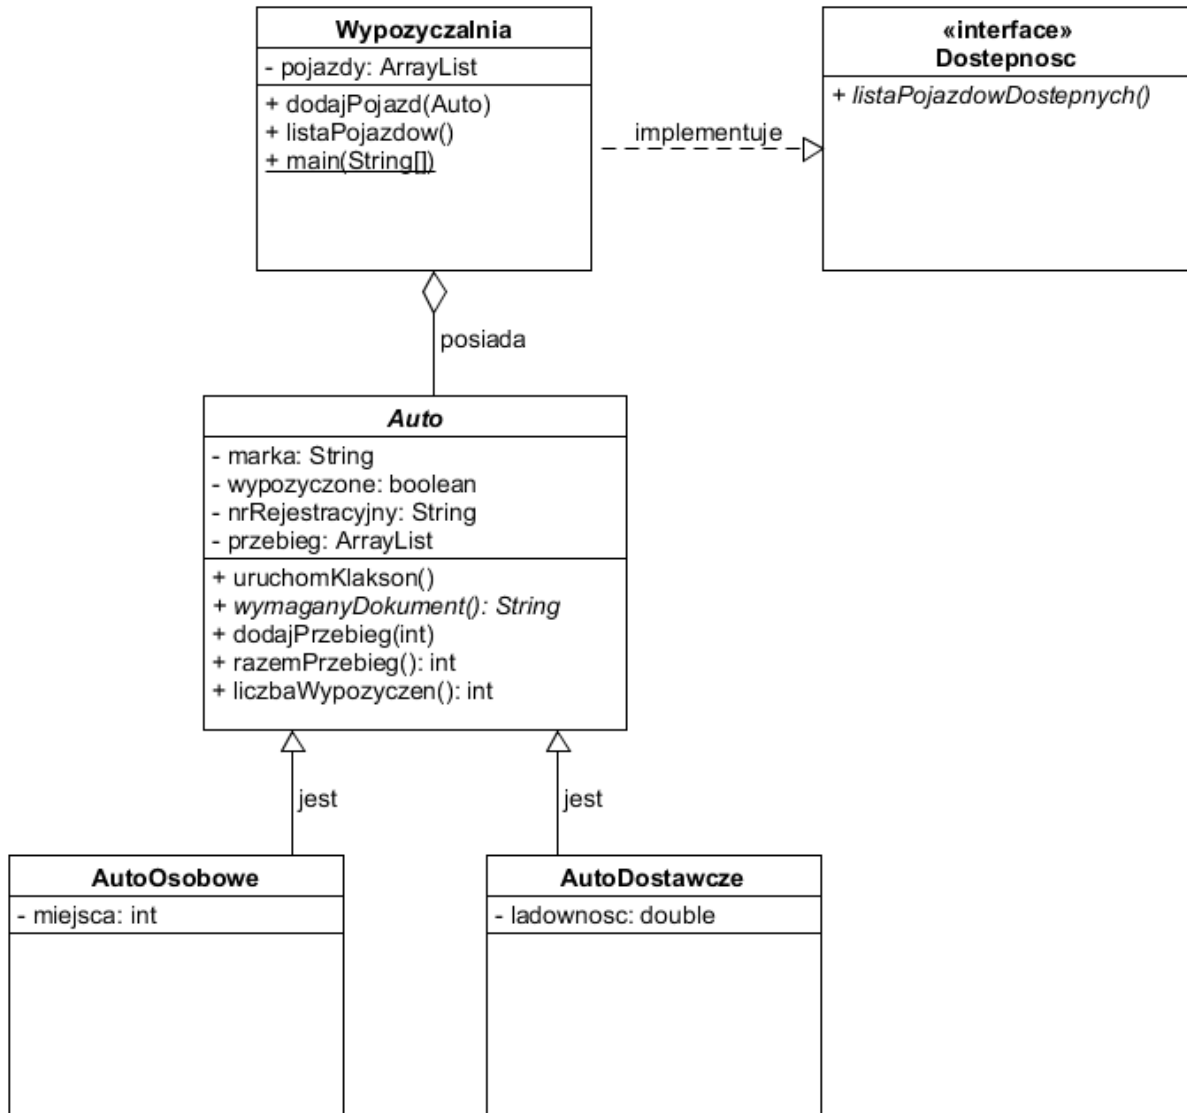 Wypozyczalnia
- pojazdy: ArrayList
+ dodajPojazd(Auto)
+ listaPojazdow()
+ main(String[])
implementuje
«interface»
Dostepnosc
+ listaPojazdowDostepnych()
posiada
Auto
- marka: String
- wypozyczone: boolean
- nrRejestracyjny: String
- przebieg: ArrayList
+ uruchomKlakson()
+ wymaganyDokument(): String
+ dodajPrzebieg(int)
+ razemPrzebieg(): int
+ liczbaWypozyczen(): int
jest
jest
AutoOsobowe
- miejsca: int
AutoDostawcze
- ladownosc: double